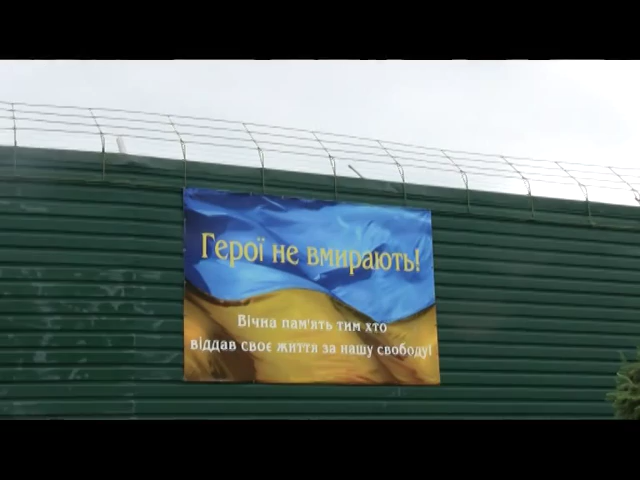 Герої не вмирають!
Вічна пам'ять тим хто
віддав своє життя за нашу свободу!